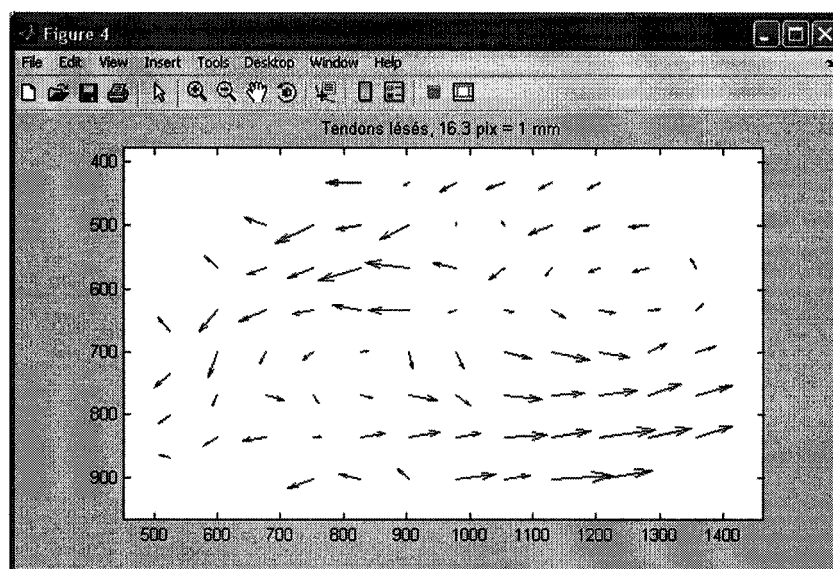 Figure 4
File Edit View Insert Tools Desktop Window Help
Tendons lésés, 16.3 pix = 1 mm
400
500
600
700
800
900
500 600 700 800 900 1000 1100 1200 1300 1400